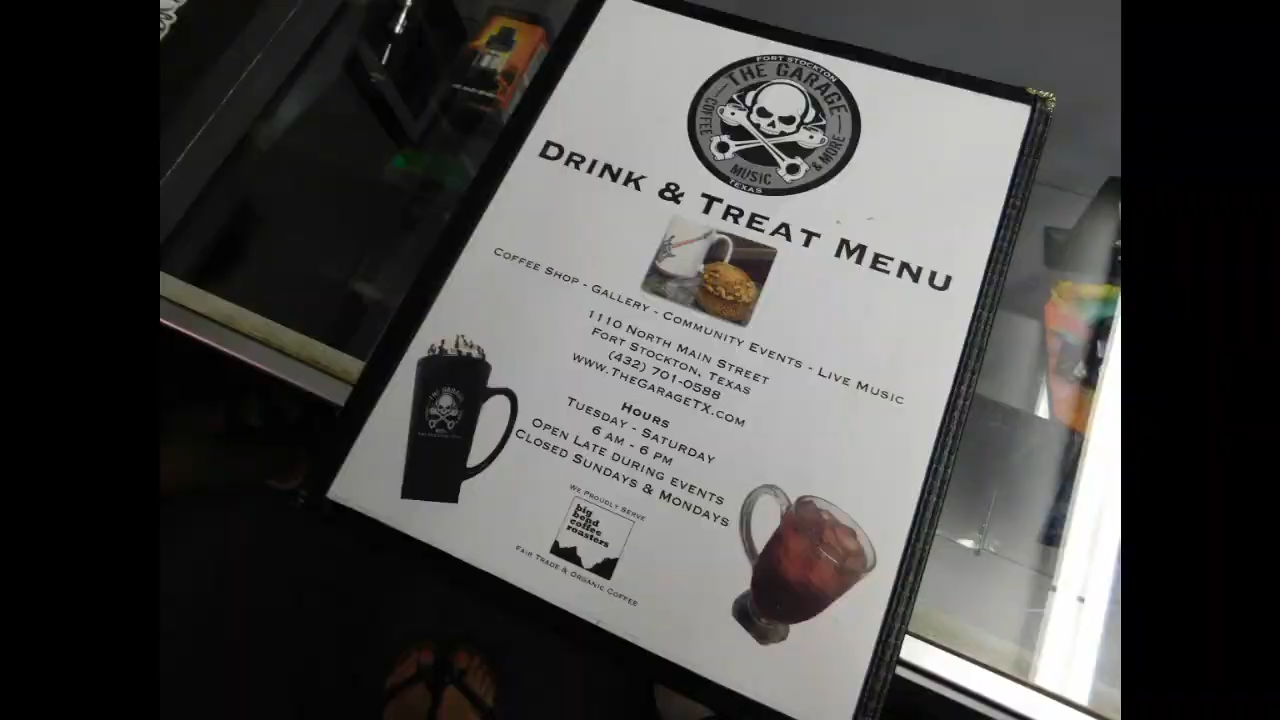 FORT STOCKTON
THE GARAGE
COFFEE
MUSIC
& MORE
TEXAS
DRINK & TREAT MENU
COFFEE SHOP - GALLERY - COMMUNITY EVENTS - LIVE MUSIC
1110 NORTH MAIN STREET
FORT STOCKTON, TEXAS
(432) 701-0588
WWW.THEGARAGETX.COM
HOURS
TUESDAY - SATURDAY
6 AM - 6 PM
OPEN LATE DURING EVENTS
CLOSED SUNDAYS & MONDAYS
THE GARAGE
WE PROUDLY SERVE
big
bend
coffee
roasters
FAIR TRADE & ORGANIC COFFEE